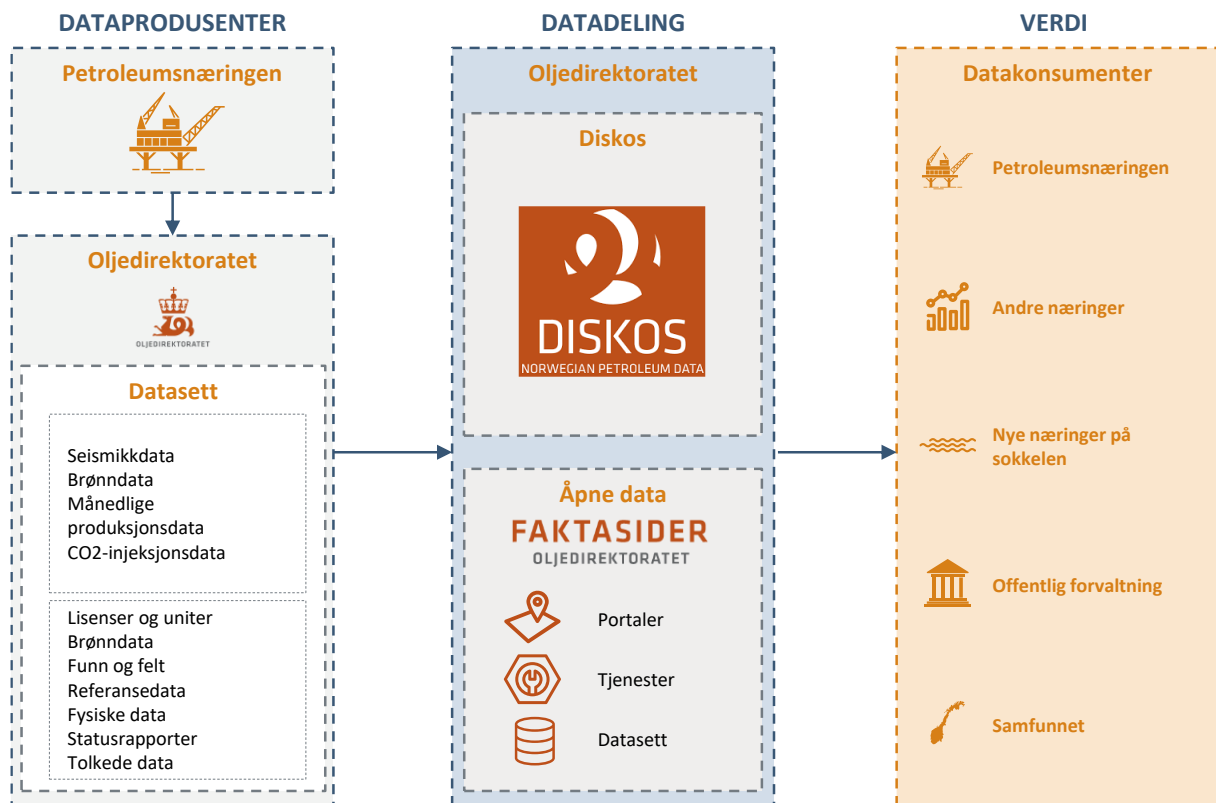 DATAPRODUSENTER
Petroleumsnæringen
Oljedirektoratet
OLJEDIREKTORATET
Datasett
Seismikkdata
Brønndata
Månedlige
produksjonsdata
CO2-injeksjonsdata
Lisenser og uniter
Brønndata
Funn og felt
Referansedata
Fysiske data
Statusrapporter
Tolkede data
DATADELING
Oljedirektoratet
Diskos
DISKOS
NORWEGIAN PETROLEUM DATA
Åpne data
FAKTASIDER
OLJEDIREKTORATET
Portaler
Tjenester
Datasett
VERDI
Datakonsumenter
Petroleumsnæringen
Andre næringer
Nye næringer på
sokkelen
Offentlig forvaltning
Samfunnet